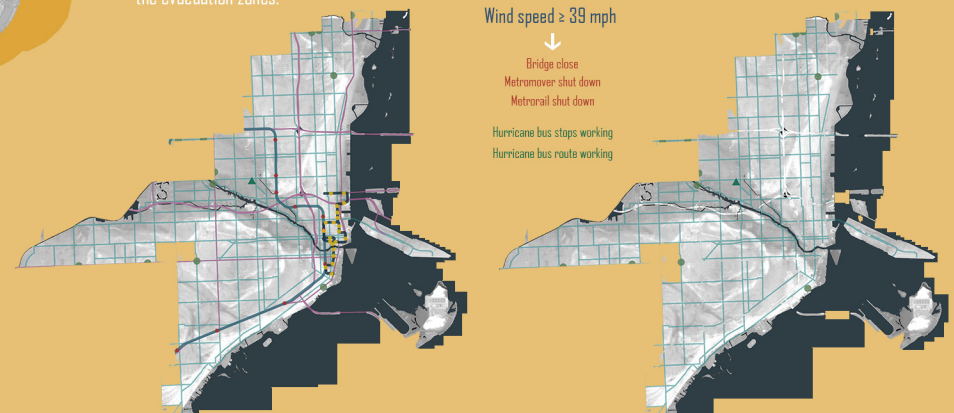 the evacuation zones.
Wind speed ≥ 39 mph
Bridge close
Metromover shut down
Metrorail shut down
Hurricane bus stops working
Hurricane bus route working